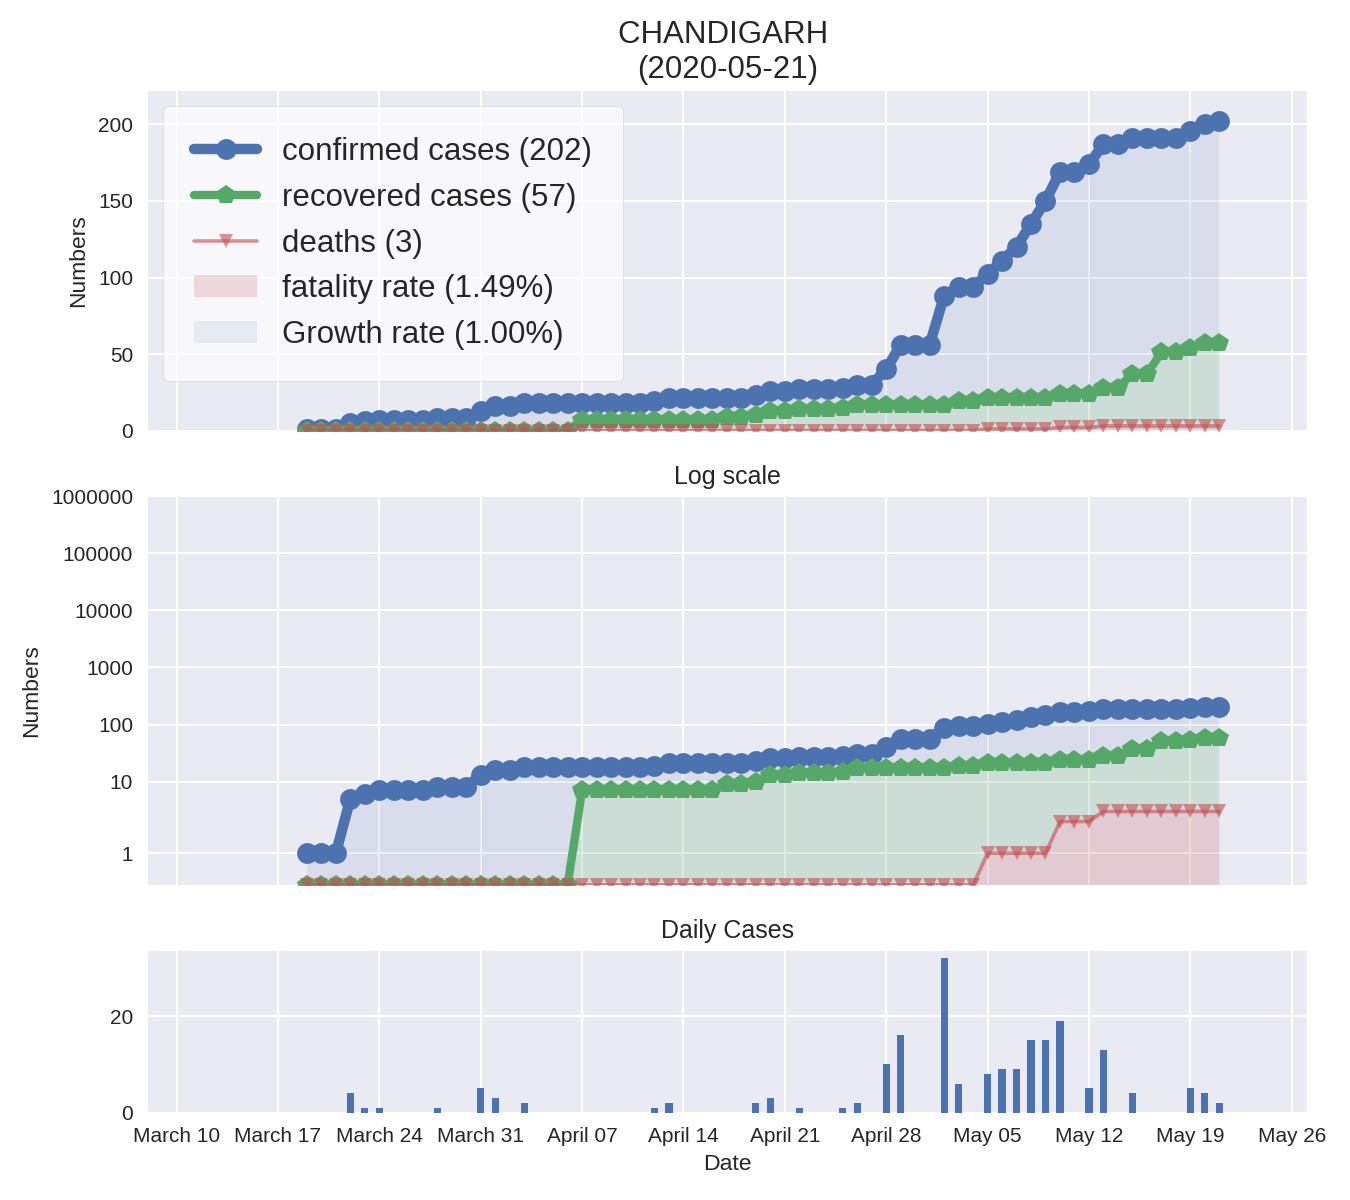 CHANDIGARH
(2020-05-21)
200
150
100
50
0
Numbers
confirmed cases (202)
recovered cases (57)
deaths (3)
fatality rate (1.49%)
Growth rate (1.00%)
Log scale
1000000
100000
10000
1000
100
10
1
Numbers
Daily Cases
20
0
March 10 March 17 March 24 March 31 April 07 April 14 April 21 April 28 May 05 May 12 May 19 May 26
Date